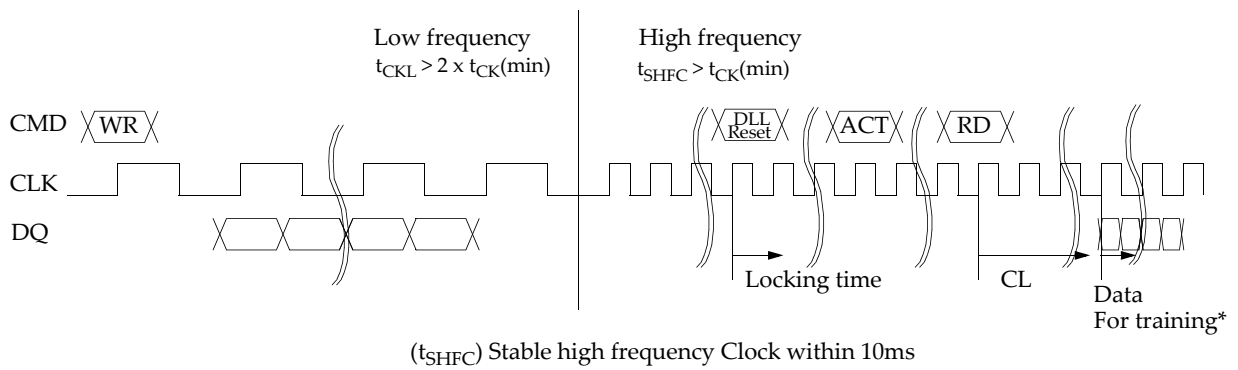 Low frequency
tCKL > 2 x tCK(min)
High frequency
tSHFC > tCK(min)
CMD
WR
DLL
Reset
ACT
RD
CLK
DQ
Locking time
CL
Data
For training*
(tSHFC) Stable high frequency Clock within 10ms